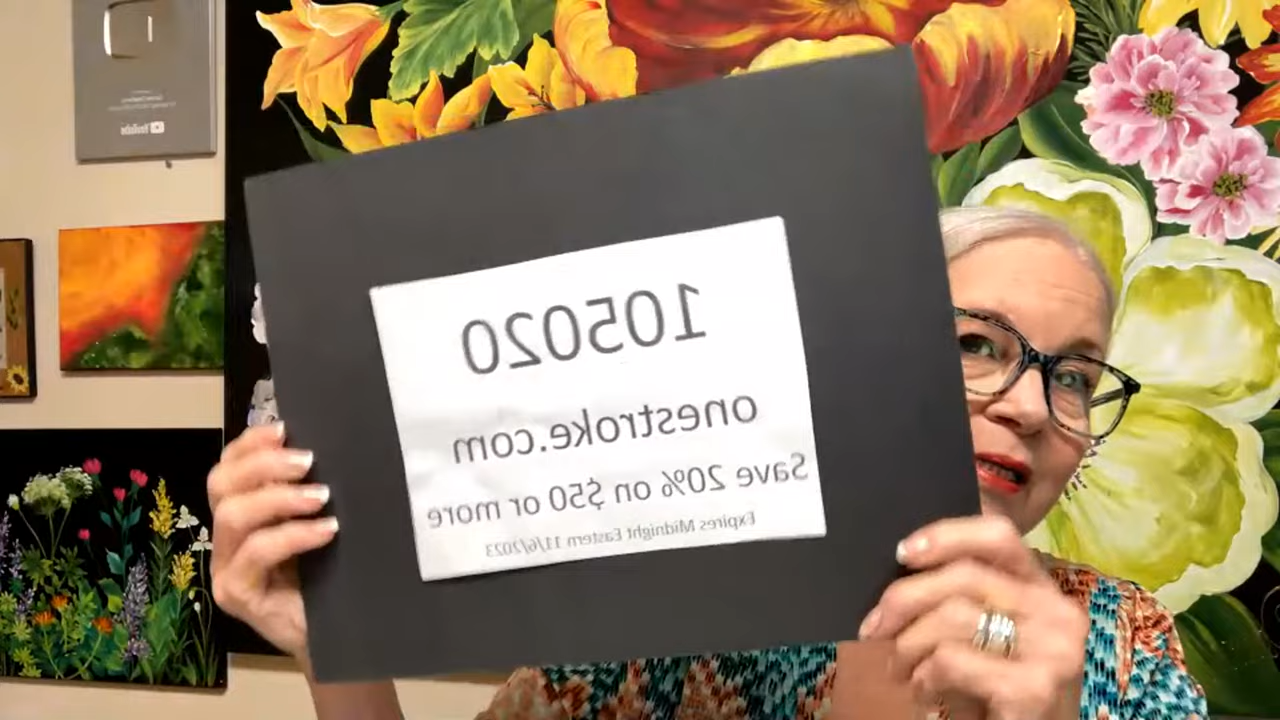 YouTube
105020
onestroke.com
Save 20% on $50 or more
Expires Midnight Eastern 11/6/2023